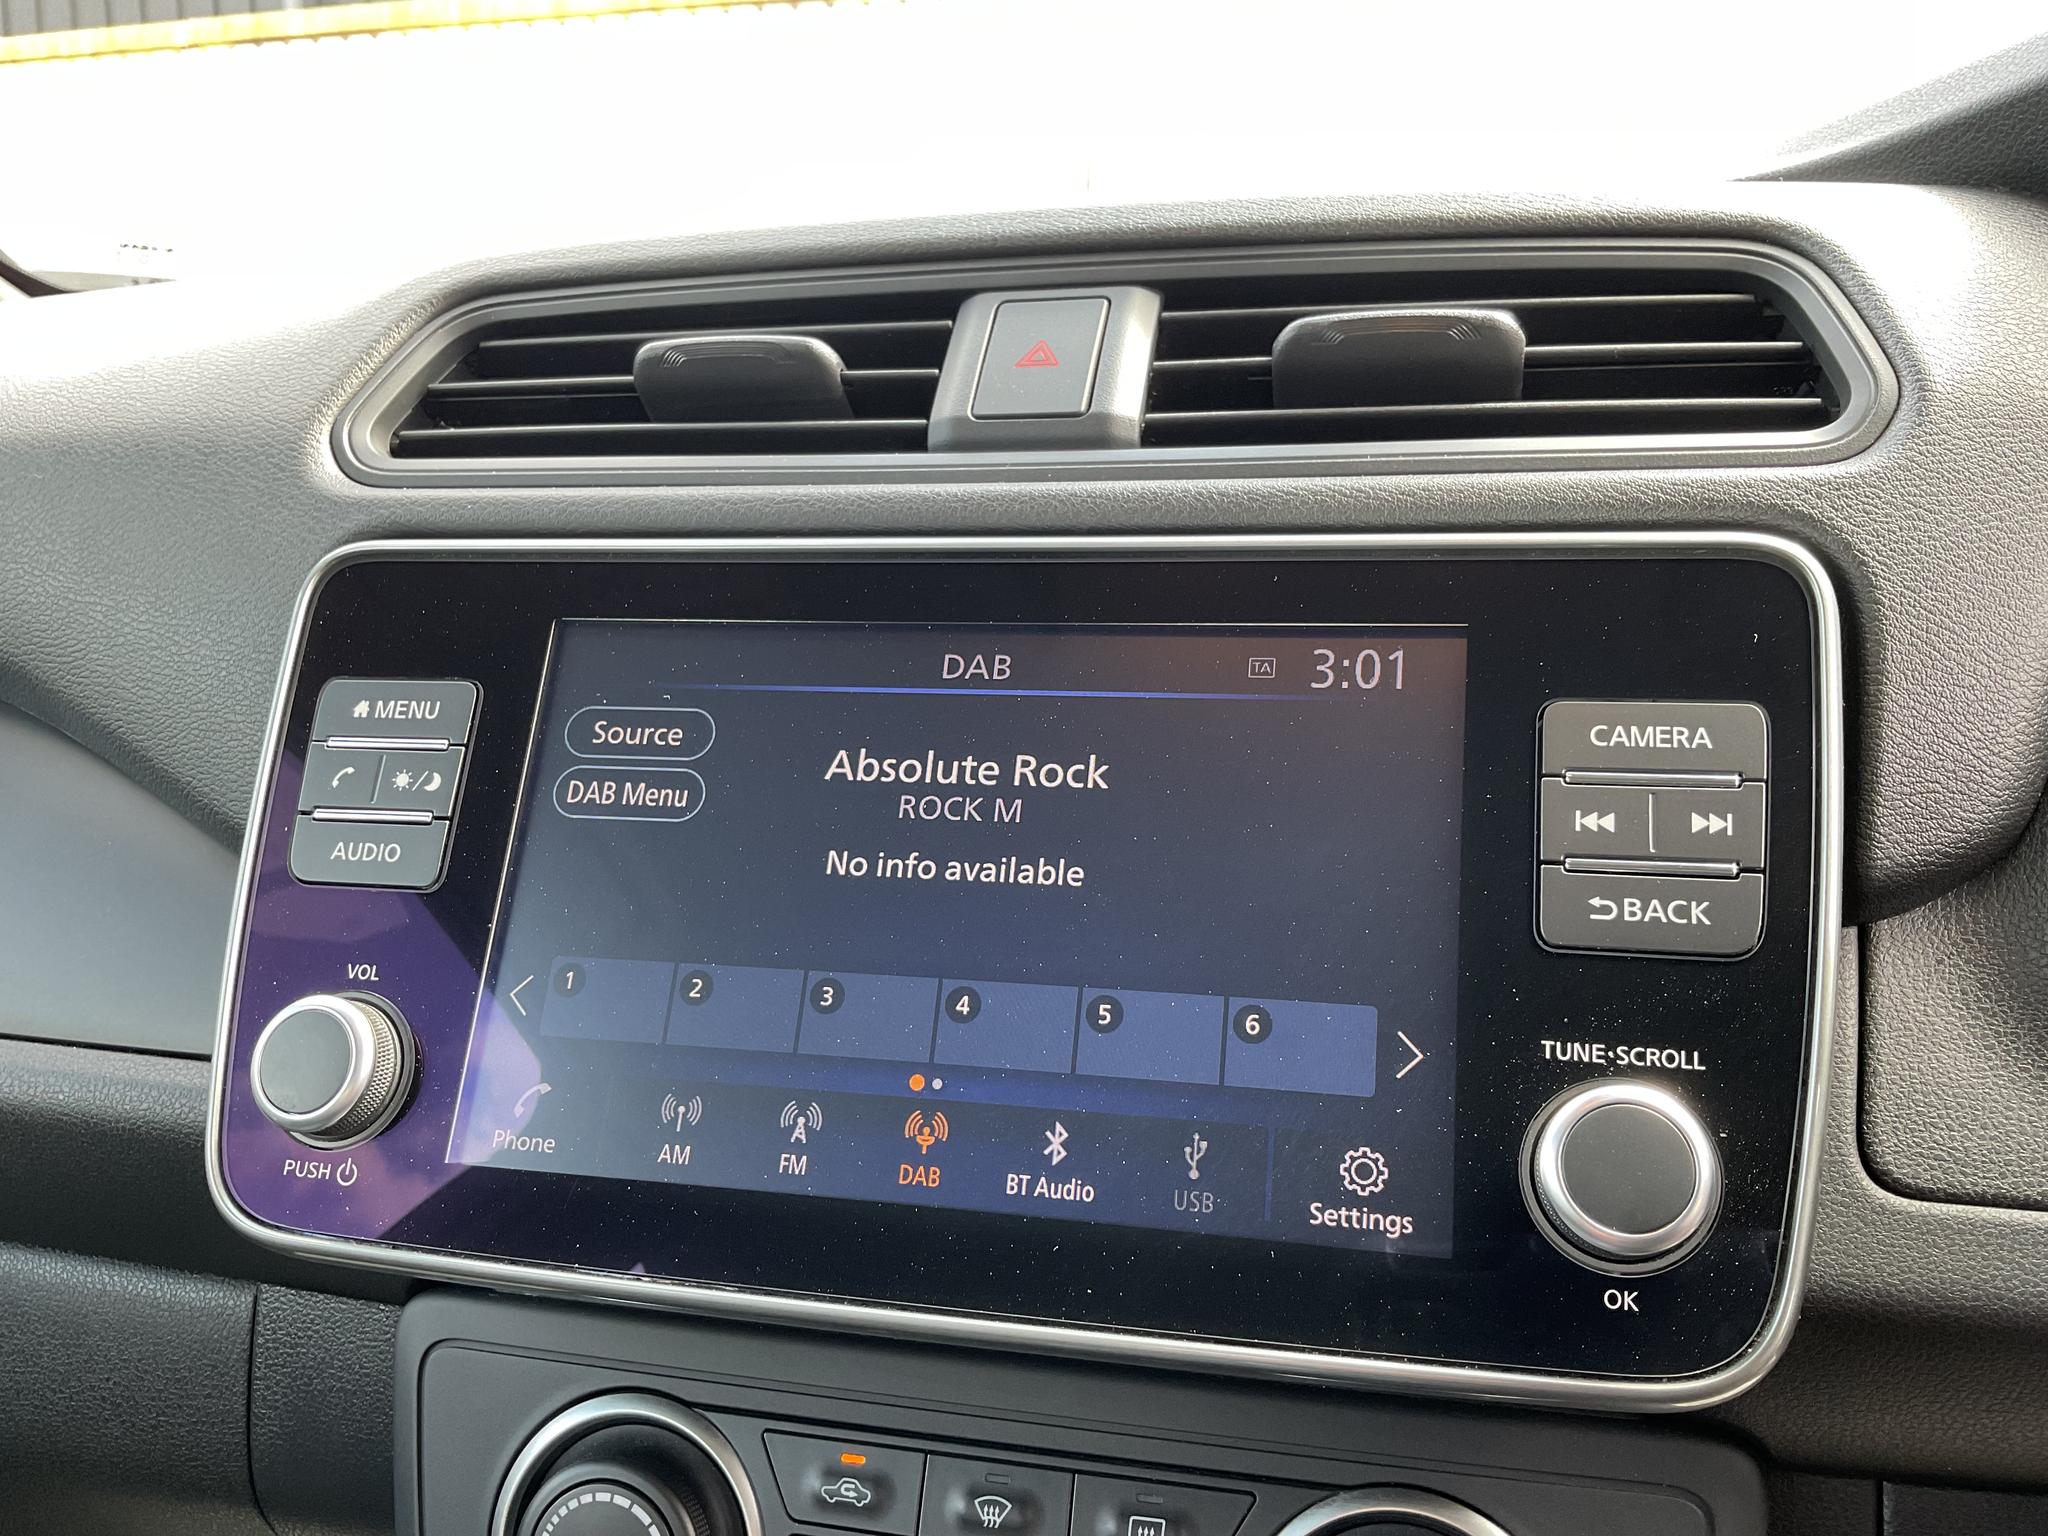 DAB
TA
3:01
MENU
AUDIO
VOL
PUSH
Source
DAB Menu
Absolute Rock
ROCK M
No info available
1
2
3
4
5
6
Phone
AM
FM
DAB
BT Audio
USB
Settings
CAMERA
BACK
TUNE·SCROLL
OK